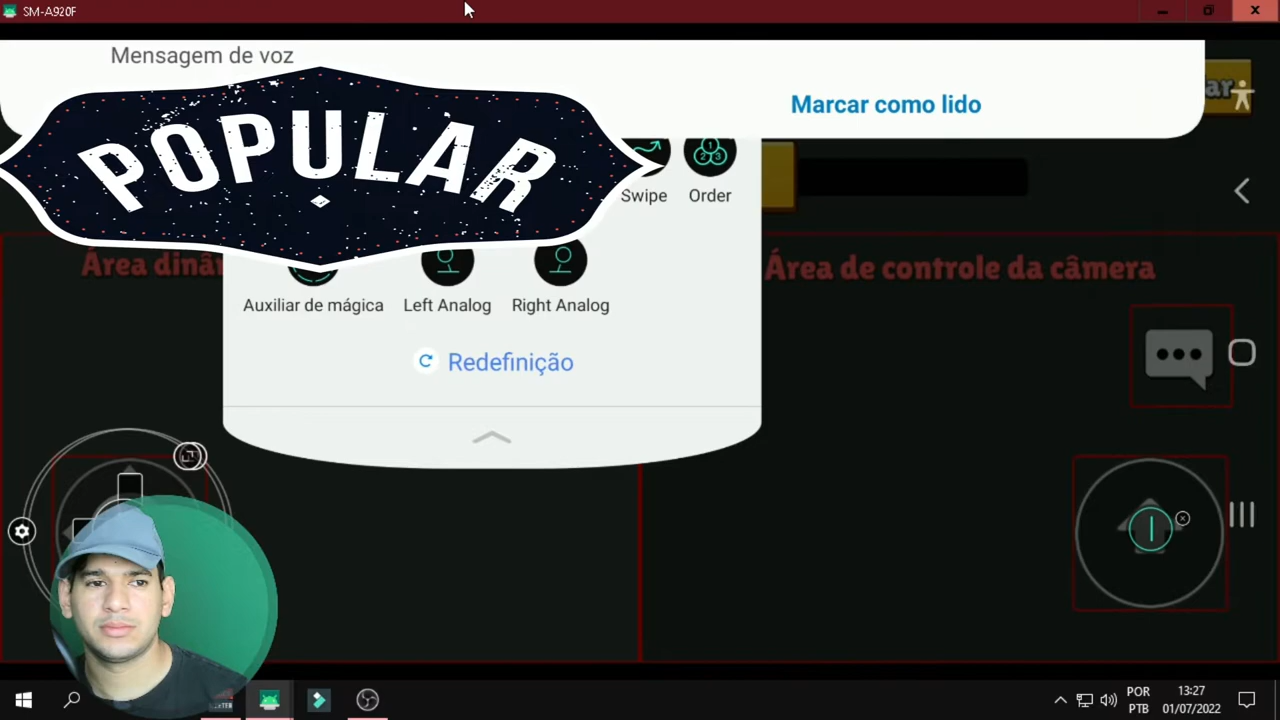 SM-A920F
Mensagem de voz
Marcar como lido
POPULAR
Swipe
Order
Área
Área de controle da câmera
Auxiliar de mágica
Left Analog
Right Analog
Redefinição
POR
PTB
13:27
01/07/2022